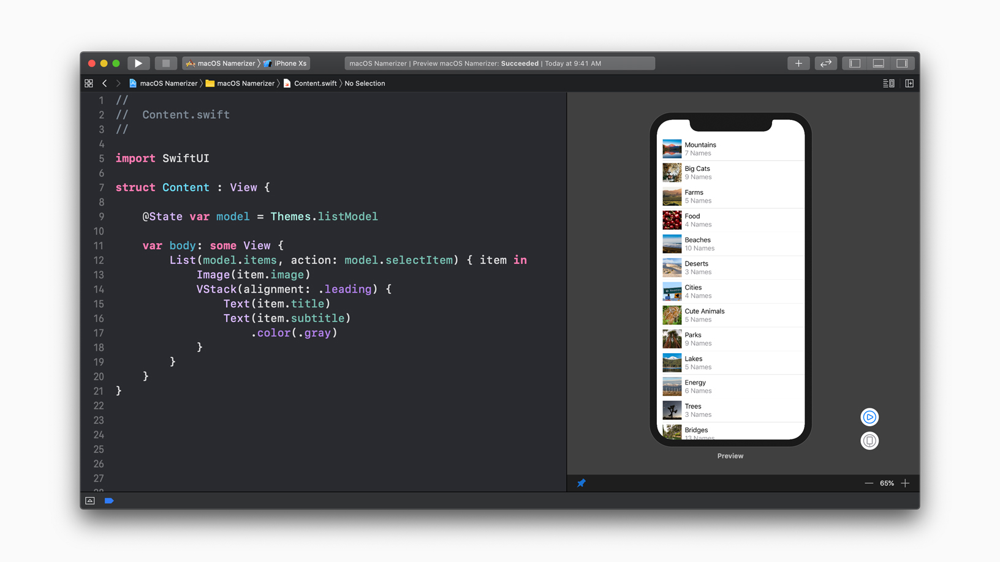 macOS Namerizer 〉 iPhone Xs
macOS Namerizer | Preview macOS Namerizer: Succeeded | Today at 9:41 AM
macOS Namerizer 〉 macOS Namerizer 〉 Content.swift 〉 No Selection
1 //
2 //  Content.swift
3 //
4
5 import SwiftUI
6
7 struct Content : View {
8
9     @State var model = Themes.listModel
10
11     var body: some View {
12         List(model.items, action: model.selectItem) { item in
13             Image(item.image)
14             VStack(alignment: .leading) {
15                 Text(item.title)
16                 Text(item.subtitle)
17                     .color(.gray)
18             }
19         }
20     }
21 }
22
23
24
25
26
27
28
Mountains
7 Names
Big Cats
9 Names
Farms
5 Names
Food
4 Names
Beaches
10 Names
Deserts
3 Names
Cities
4 Names
Cute Animals
5 Names
Parks
9 Names
Lakes
5 Names
Energy
6 Names
Trees
3 Names
Bridges
13 Names
Preview
65%